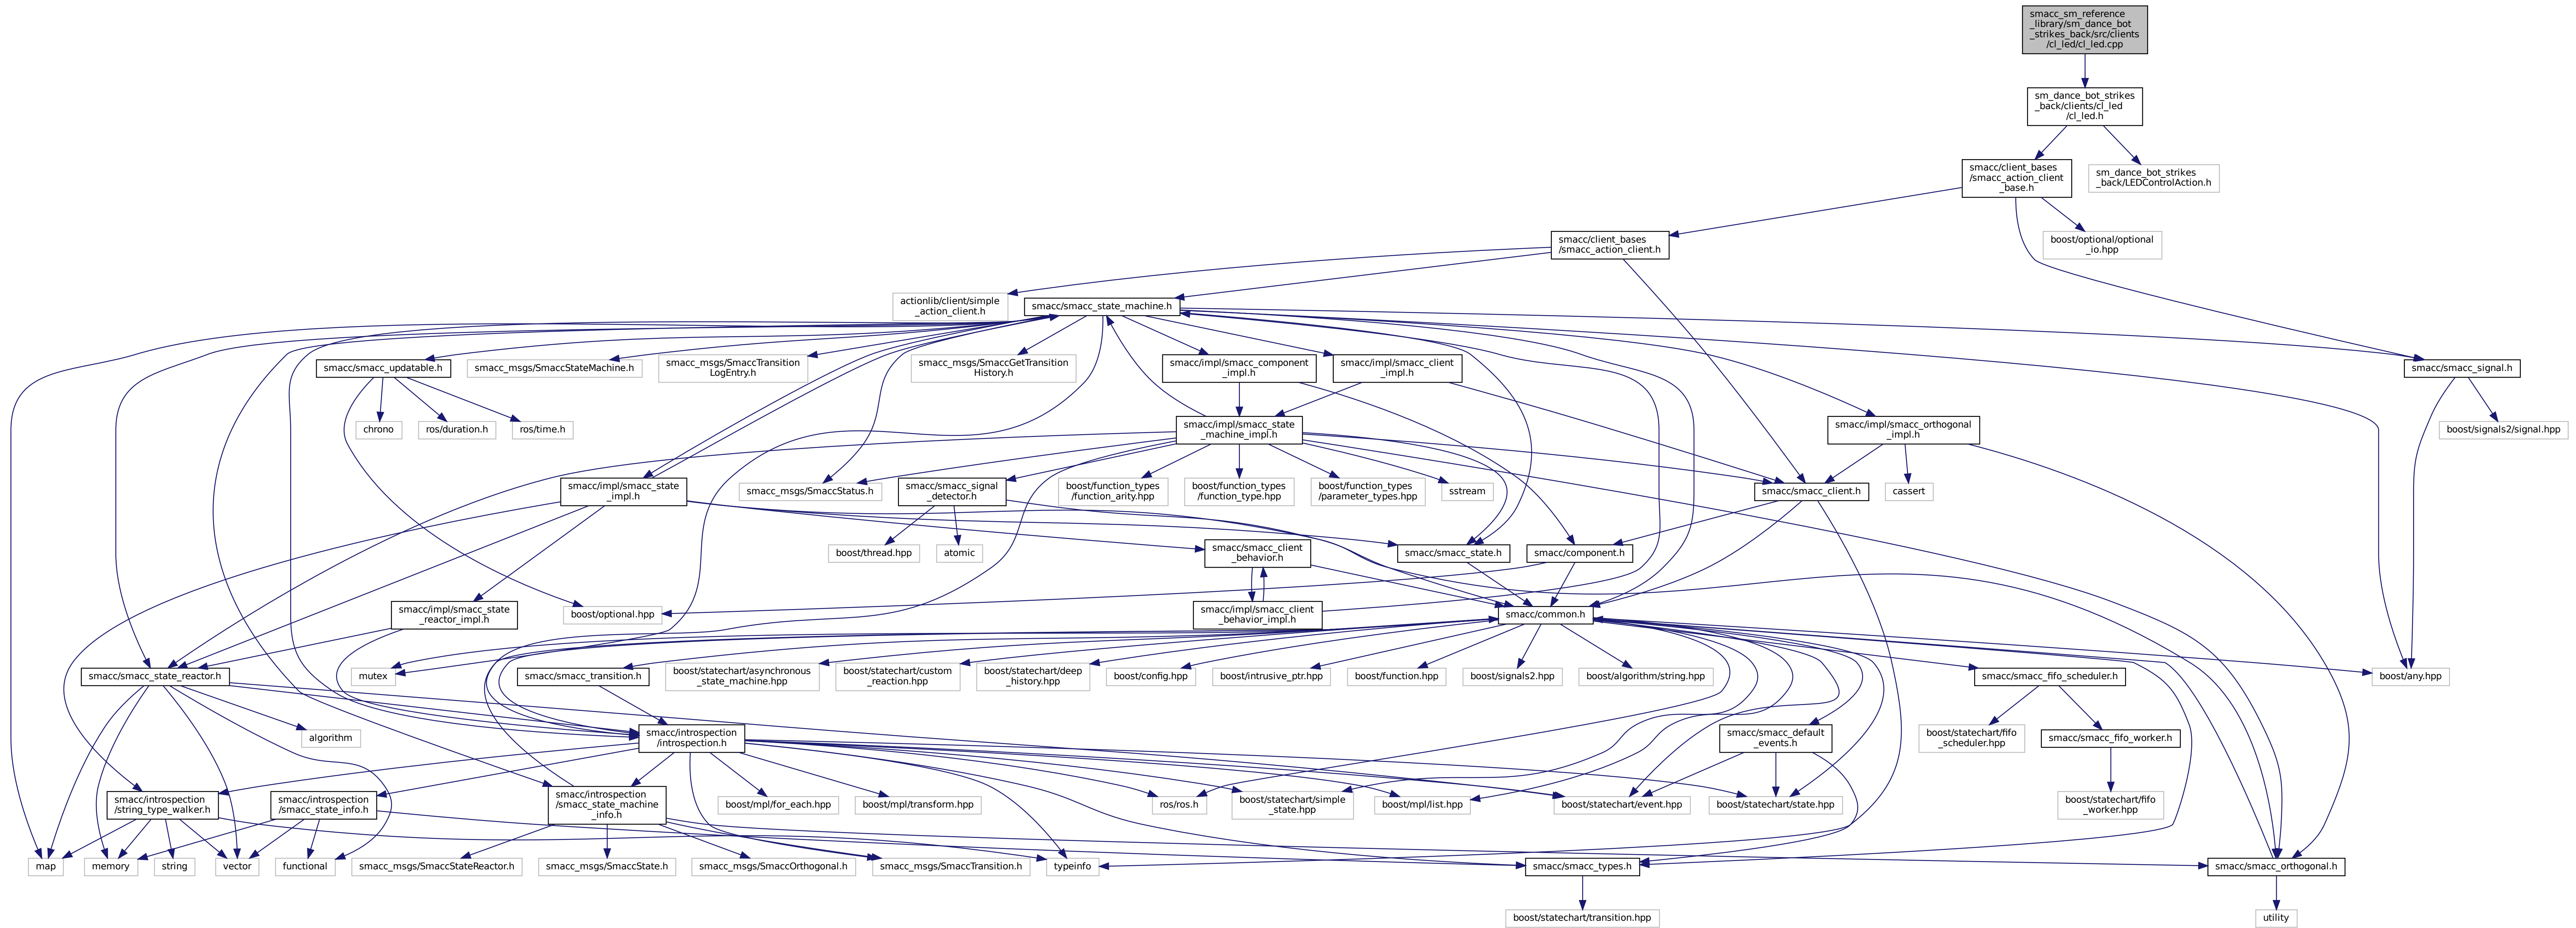 smacc_sm_reference
_library/sm_dance_bot
_strikes_back/src/clients
/cl_led/cl_led.cpp
sm_dance_bot_strikes
_back/clients/cl_led
/cl_led.h
smacc/client_bases
/smacc_action_client
_base.h
sm_dance_bot_strikes
_back/LEDControlAction.h
smacc/client_bases
/smacc_action_client.h
boost/optional/optional
_io.hpp
actionlib/client/simple
_action_client.h
smacc/smacc_state_machine.h
smacc/smacc_updatable.h
smacc_msgs/SmaccStateMachine.h
smacc_msgs/SmaccTransition
LogEntry.h
smacc_msgs/SmaccGetTransition
History.h
smacc/impl/smacc_component
_impl.h
smacc/impl/smacc_client
_impl.h
smacc/smacc_signal.h
chrono
ros/duration.h
ros/time.h
smacc/impl/smacc_state
_machine_impl.h
smacc/impl/smacc_orthogonal
_impl.h
boost/signals2/signal.hpp
smacc/impl/smacc_state
_impl.h
smacc_msgs/SmaccStatus.h
smacc/smacc_signal
_detector.h
boost/function_types
/function_arity.hpp
boost/function_types
/function_type.hpp
boost/function_types
/parameter_types.hpp
sstream
smacc/smacc_client.h
cassert
boost/thread.hpp
atomic
smacc/smacc_client
_behavior.h
smacc/smacc_state.h
smacc/component.h
smacc/impl/smacc_state
_reactor_impl.h
boost/optional.hpp
smacc/impl/smacc_client
_behavior_impl.h
smacc/common.h
smacc/smacc_state_reactor.h
mutex
smacc/smacc_transition.h
boost/statechart/asynchronous
_state_machine.hpp
boost/statechart/custom
_reaction.hpp
boost/statechart/deep
_history.hpp
boost/config.hpp
boost/intrusive_ptr.hpp
boost/function.hpp
boost/signals2.hpp
boost/algorithm/string.hpp
smacc/smacc_fifo_scheduler.h
boost/any.hpp
algorithm
smacc/introspection
/introspection.h
smacc/smacc_default
_events.h
boost/statechart/fifo
_scheduler.hpp
smacc/smacc_fifo_worker.h
smacc/introspection
/string_type_walker.h
smacc/introspection
/smacc_state_info.h
smacc/introspection
/smacc_state_machine
_info.h
boost/mpl/for_each.hpp
boost/mpl/transform.hpp
ros/ros.h
boost/statechart/simple
_state.hpp
boost/mpl/list.hpp
boost/statechart/event.hpp
boost/statechart/state.hpp
boost/statechart/fifo
_worker.hpp
map
memory
string
vector
functional
smacc_msgs/SmaccStateReactor.h
smacc_msgs/SmaccState.h
smacc_msgs/SmaccOrthogonal.h
smacc_msgs/SmaccTransition.h
typeinfo
smacc/smacc_types.h
smacc/smacc_orthogonal.h
boost/statechart/transition.hpp
utility